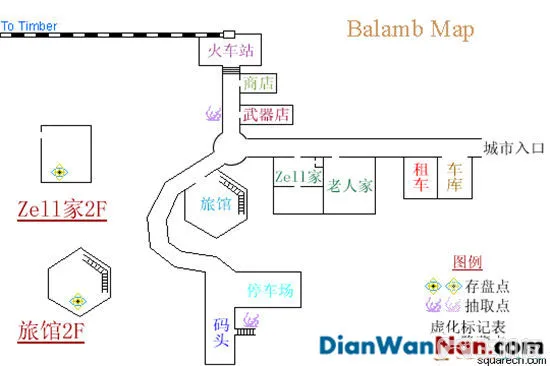 To Timber
Balamb Map
火车站
商店
武器店
城市入口
Zell家
老人家
租车
车库
旅馆
Zell家2F
旅馆2F
停车场
码头
图例
存盘点
抽取点
虚化标记表
DianWanNan.com
squarech.com